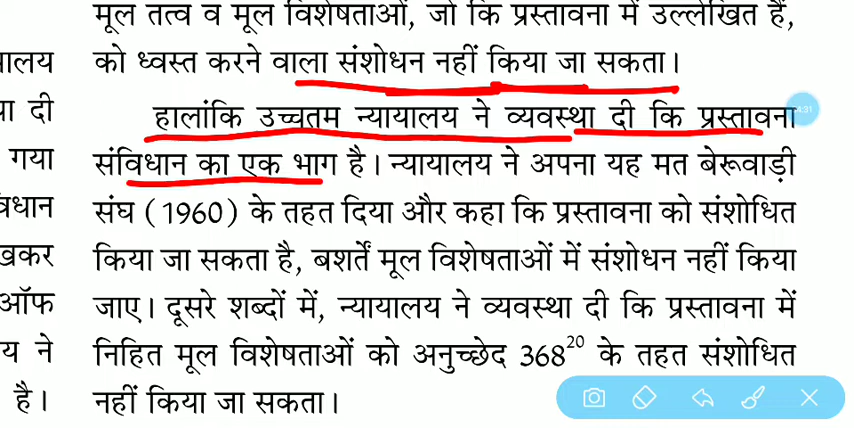 मूल तत्व व मूल विशेषताओं, जो कि प्रस्तावना में उल्लेखित हैं,
को ध्वस्त करने वाला संशोधन नहीं किया जा सकता।
हालांकि उच्चतम न्यायालय ने व्यवस्था दी कि प्रस्तावना
संविधान का एक भाग है। न्यायालय ने अपना यह मत बेरूवाड़ी
संघ (1960) के तहत दिया और कहा कि प्रस्तावना को संशोधित
किया जा सकता है, बशर्ते मूल विशेषताओं में संशोधन नहीं किया
जाए। दूसरे शब्दों में, न्यायालय ने व्यवस्था दी कि प्रस्तावना में
निहित मूल विशेषताओं को अनुच्छेद 368²⁰ के तहत संशोधित
नहीं किया जा सकता।
दी
गया
ऑफ
ने
है।